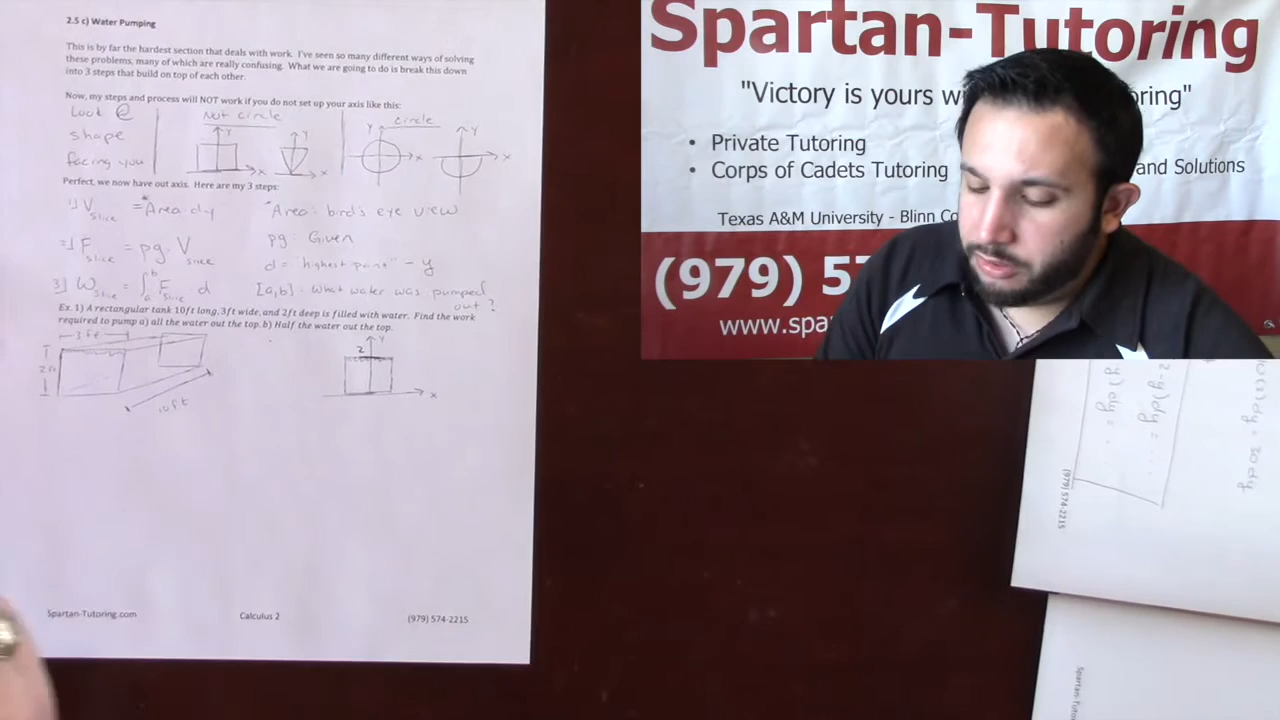 2.5 c) Water Pumping
This is by far the hardest section that deals with work. I've seen so many different ways of solving
these problems, many of which are really confusing. What we are going to do is break this down
into 3 steps that build on top of each other.
Now, my steps and process will NOT work if you do not set up your axis like this:
Look @
shape
facing you
Not circle
Y
X
Y
X
circle
Y
X
Y
X
Perfect, we now have out axis. Here are my 3 steps:
1] V slice = *Area dy
*Area: bird's eye view
F slice = ρg · V slice
ρg: Given
d = "highest point" - y
3] W slice = ∫ a b F slice d
[a,b]: What water was pumped
out?
Ex. 1) A rectangular tank 10ft long, 3ft wide, and 2ft deep is filled with water. Find the work
required to pump a) all the water out the top. b) Half the water out the top.
3 ft
2 ft
10 ft
Y
2
X
Spartan-Tutoring.com
Calculus 2
(979) 574-2215
Spartan-Tutoring
"Victory is yours
ring"
• Private Tutoring
• Corps of Cadets Tutoring
and Solutions
Texas A&M University - Blinn
(979) 57
www.spa
2-y) dy = ....
y) dy = .
dy = 30 dy
(979) 574-2215